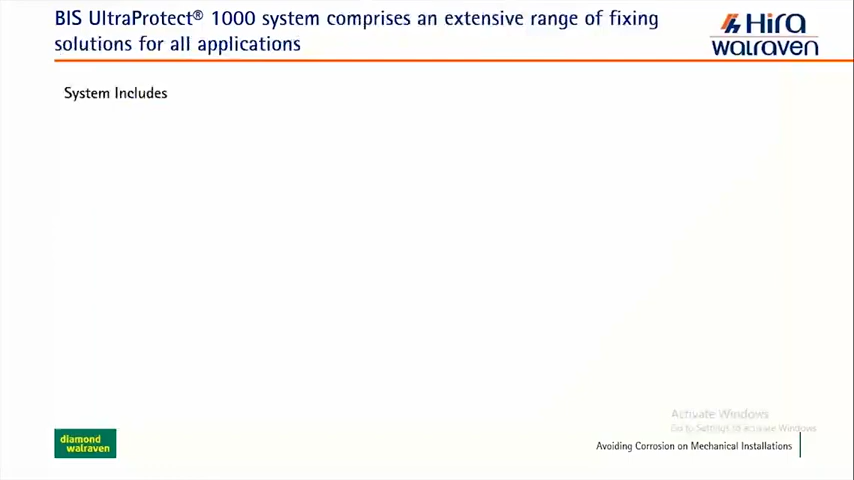 BIS UltraProtect® 1000 system comprises an extensive range of fixing
solutions for all applications
Hira
walraven
System Includes
Activate Windows
Go to Settings to activate Windows
diamond
walraven
Avoiding Corrosion on Mechanical Installations